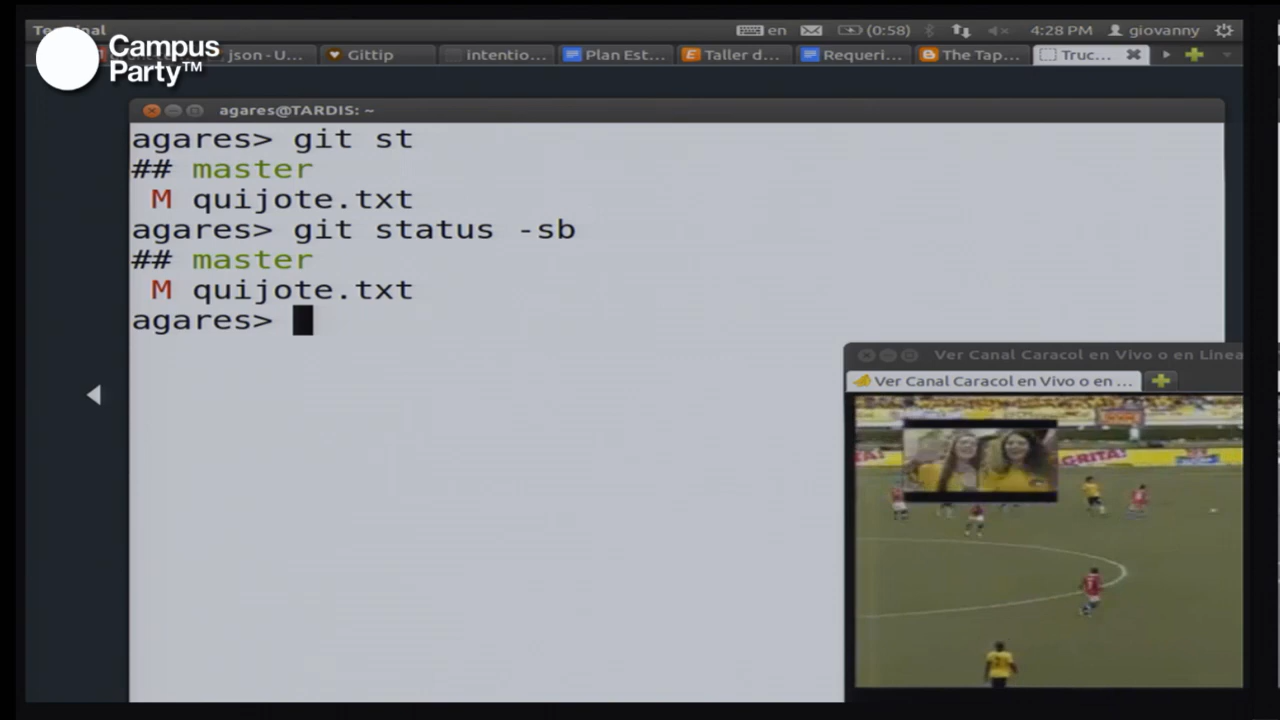 Terminal
en
(0:58)
4:28 PM
giovanny
Campus
Party™
json - U...
Gittip
intentio...
Plan Est...
Taller d...
Requeri...
The Tap...
Truc...
agares@TARDIS: ~
agares> git st
## master
M quijote.txt
agares> git status -sb
## master
M quijote.txt
agares>
Ver Canal Caracol en Vivo o en Linea
Ver Canal Caracol en Vivo o en ...
GRITA!